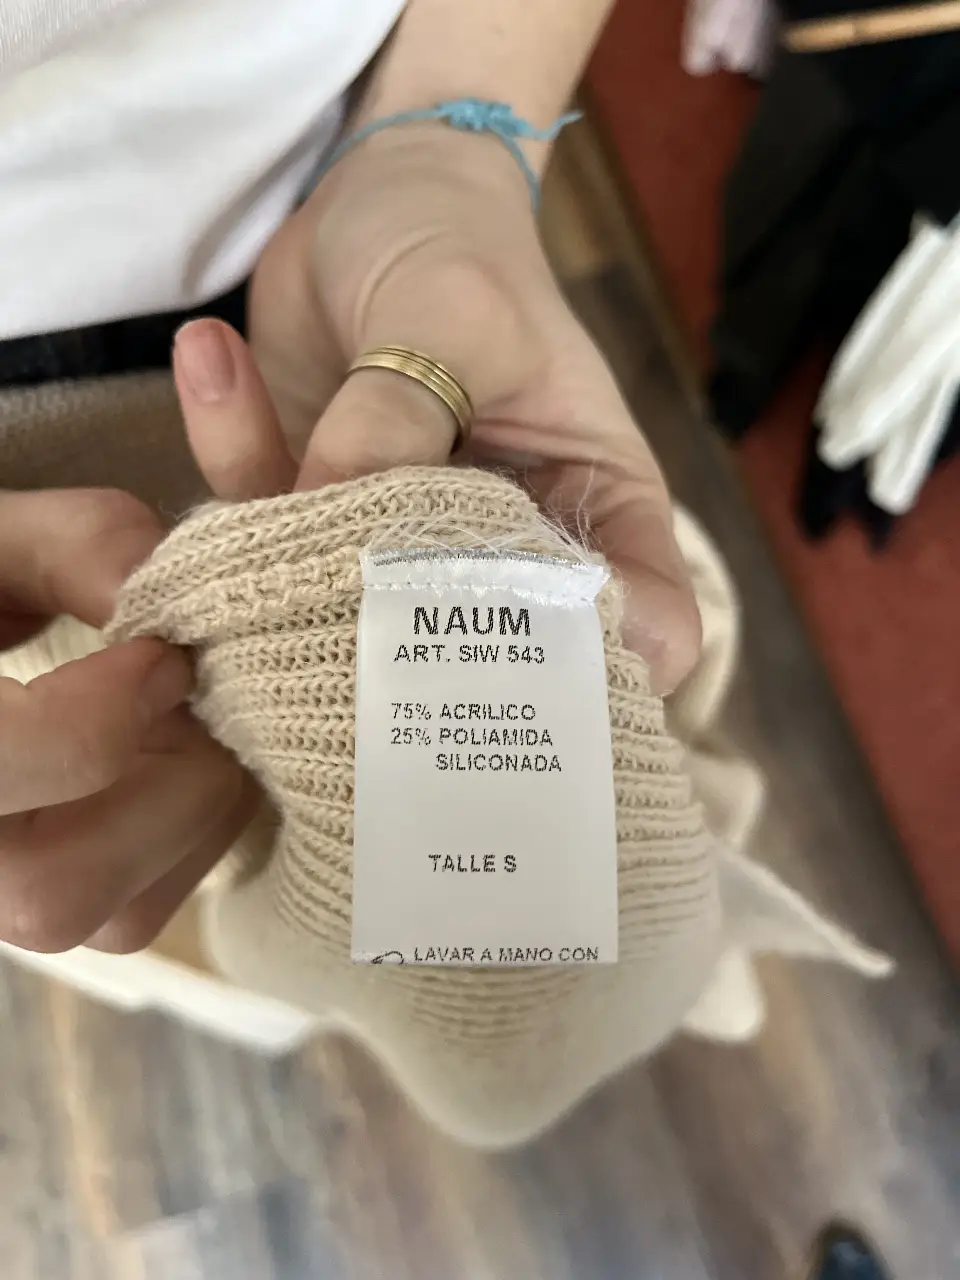 NAUM
ART. SIW 543
75% ACRILICO
25% POLIAMIDA
SILICONADA
TALLE S
LAVAR A MANO CON